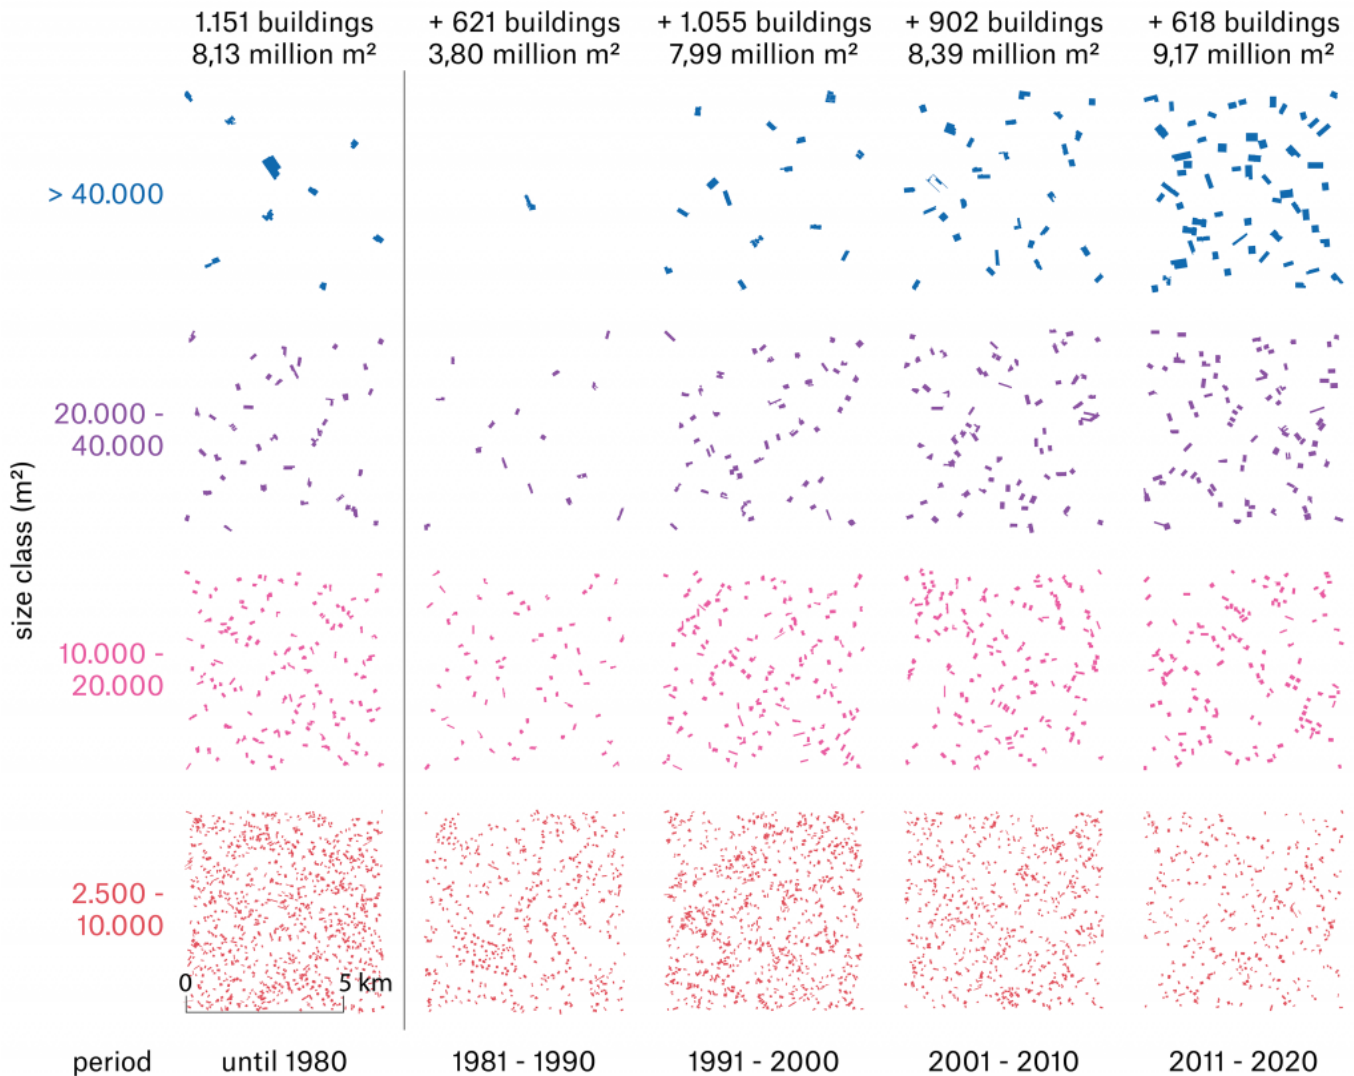 1.151 buildings
8,13 million m²
+ 621 buildings
3,80 million m²
+ 1.055 buildings
7,99 million m²
+ 902 buildings
8,39 million m²
+ 618 buildings
9,17 million m²
size class (m²)
> 40.000
20.000 -
40.000
10.000 -
20.000
2.500 -
10.000
0
5 km
period
until 1980
1981 - 1990
1991 - 2000
2001 - 2010
2011 - 2020